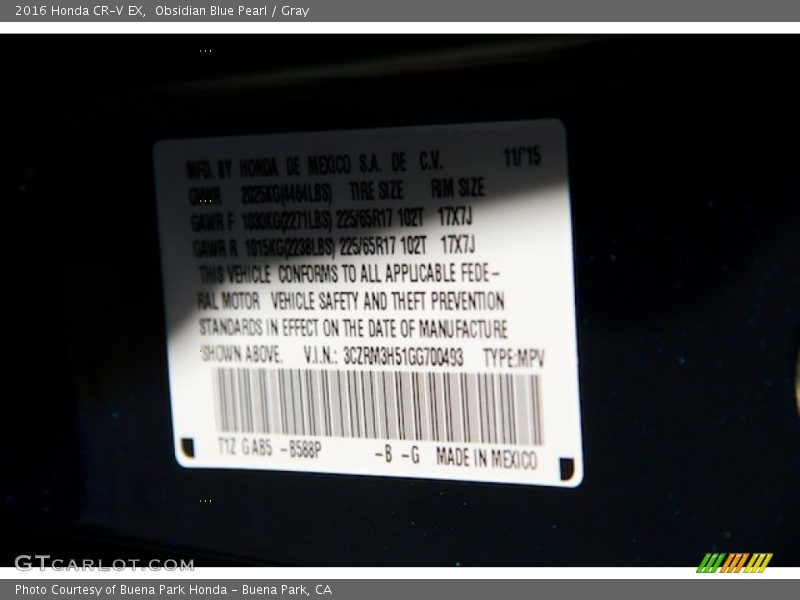 2016 Honda CR-V EX,  Obsidian Blue Pearl / Gray
MFD. BY HONDA DE MEXICO S.A. DE C.V. 11/'15
GVWR 2025KG(4464LBS) TIRE SIZE RIM SIZE
GAWR F 1030KG(2271LBS) 225/65R17 102T 17X7J
GAWR R 1015KG(2238LBS) 225/65R17 102T 17X7J
THIS VEHICLE CONFORMS TO ALL APPLICABLE FEDE-
RAL MOTOR VEHICLE SAFETY AND THEFT PREVENTION
STANDARDS IN EFFECT ON THE DATE OF MANUFACTURE
SHOWN ABOVE. V.I.N.: 3CZRM3H51GG700493 TYPE:MPV
T1Z GAB5 -B588P -B -G MADE IN MEXICO
GTCARLOT.COM
Photo Courtesy of Buena Park Honda - Buena Park, CA